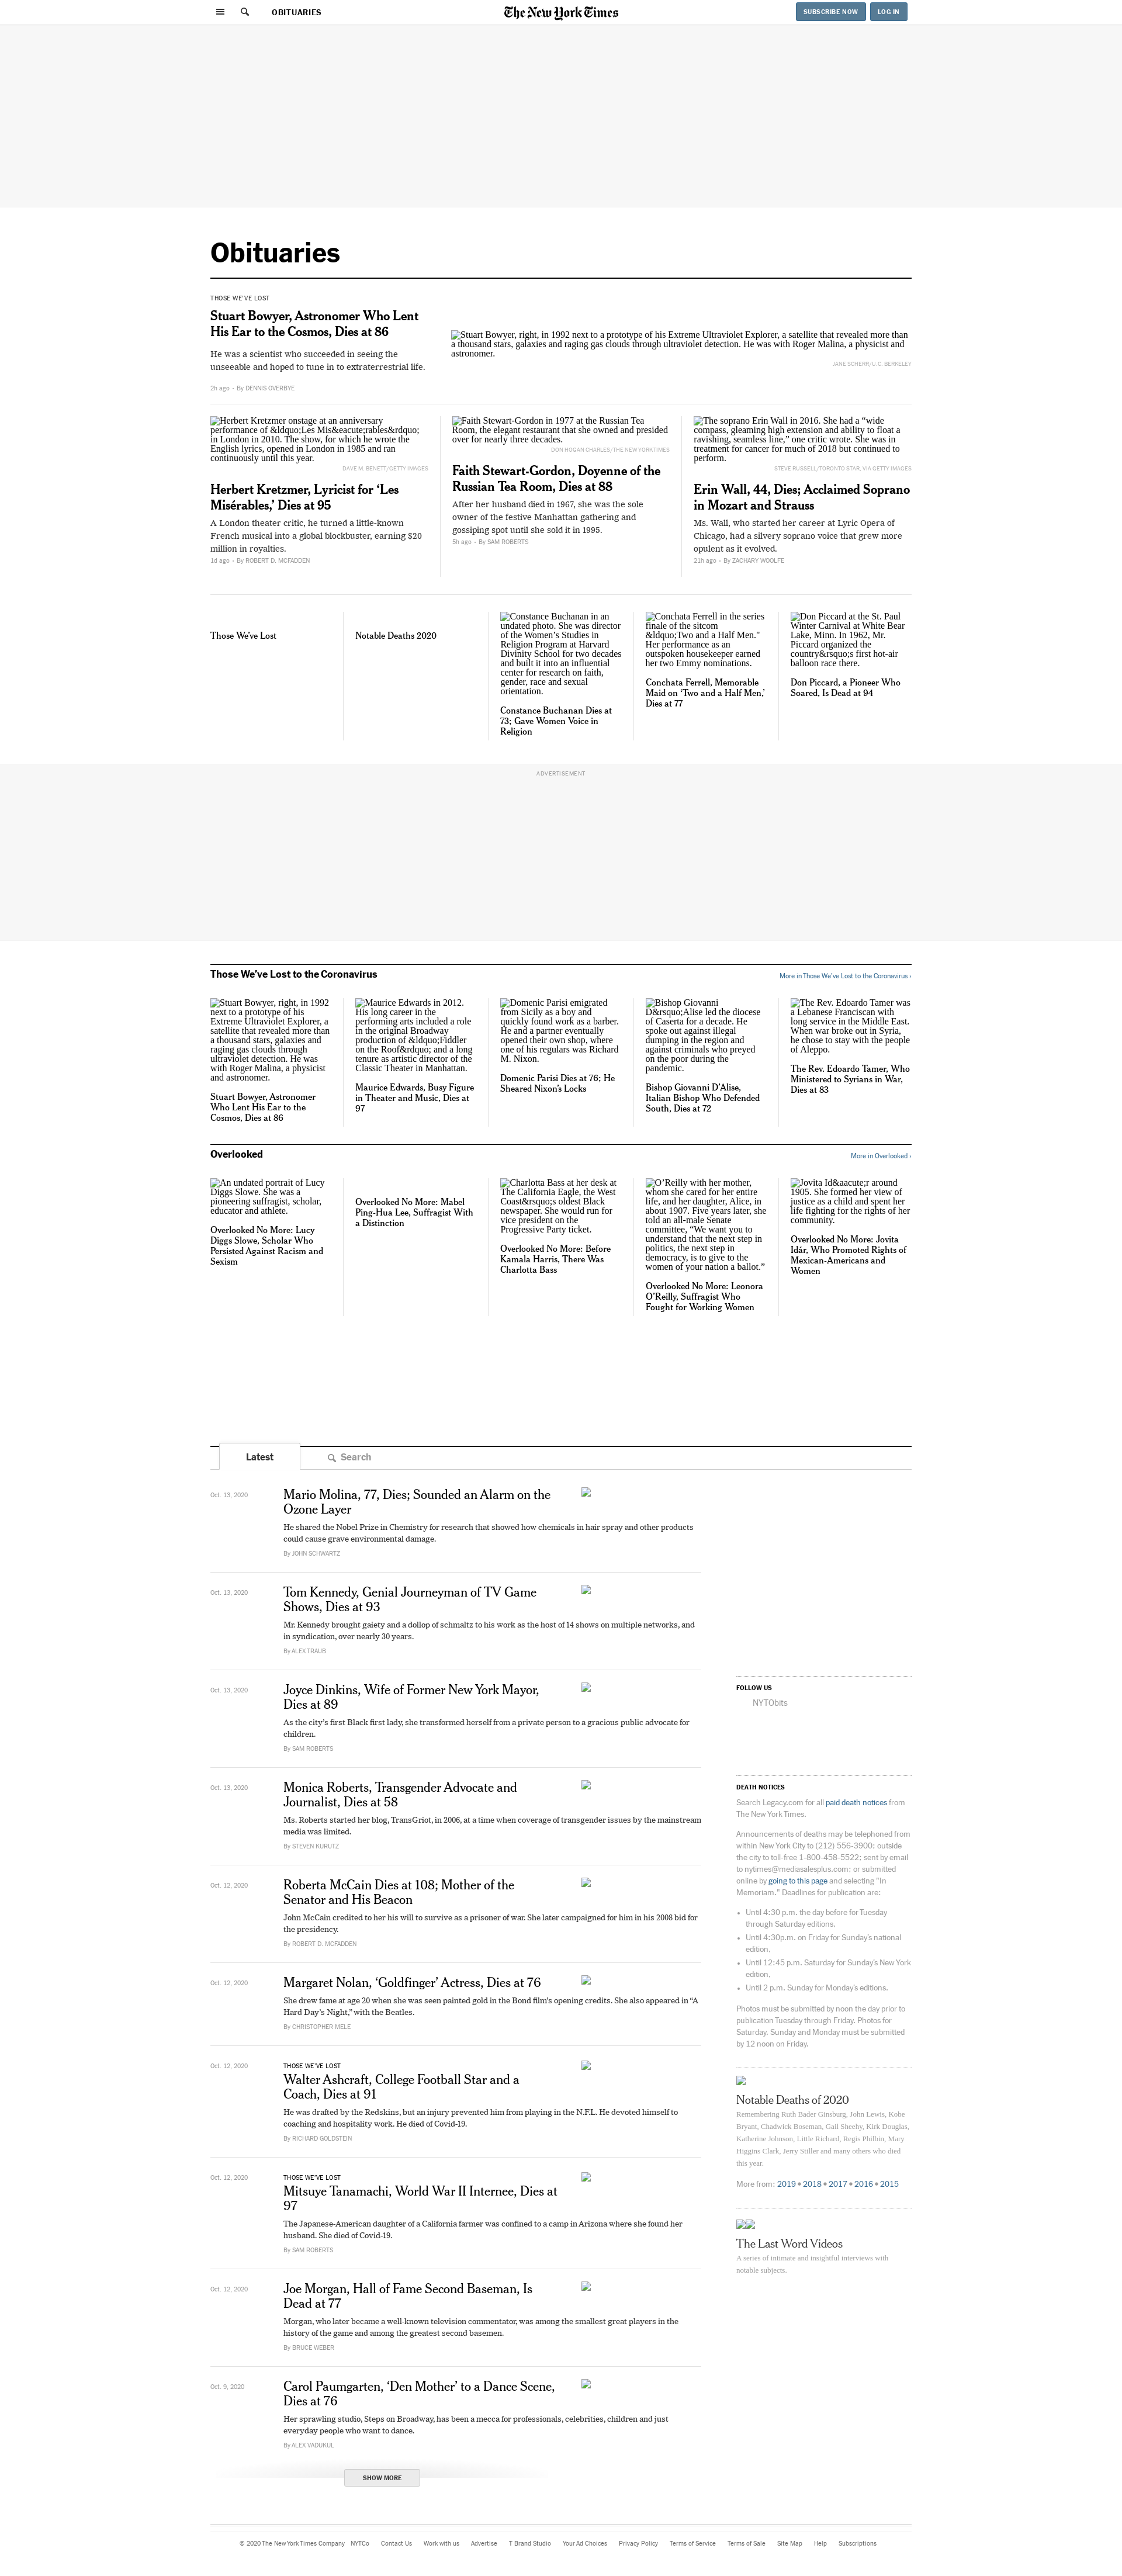 OBITUARIES
The New York Times
SUBSCRIBE NOW
LOG IN
Obituaries
THOSE WE'VE LOST
Stuart Bowyer, Astronomer Who Lent
His Ear to the Cosmos, Dies at 86
He was a scientist who succeeded in seeing the
unseeable and hoped to tune in to extraterrestrial life.
2h ago • By DENNIS OVERBYE
Stuart Bowyer, right, in 1992 next to a prototype of his Extreme Ultraviolet Explorer, a satellite that revealed more than
a thousand stars, galaxies and raging gas clouds through ultraviolet detection. He was with Roger Malina, a physicist and
astronomer.
JANE SCHERR/U.C. BERKELEY
Herbert Kretzmer onstage at an anniversary
performance of &ldquo;Les Mis&eacute;rables&rdquo;
in London in 2010. The show, for which he wrote the
English lyrics, opened in London in 1985 and ran
continuously until this year.
DAVE M. BENETT/GETTY IMAGES
Herbert Kretzmer, Lyricist for ‘Les
Misérables,’ Dies at 95
A London theater critic, he turned a little-known
French musical into a global blockbuster, earning $20
million in royalties.
1d ago • By ROBERT D. MCFADDEN
Faith Stewart-Gordon in 1977 at the Russian Tea
Room, the elegant restaurant that she owned and presided
over for nearly three decades.
DON HOGAN CHARLES/THE NEW YORK TIMES
Faith Stewart-Gordon, Doyenne of the
Russian Tea Room, Dies at 88
After her husband died in 1967, she was the sole
owner of the festive Manhattan gathering and
gossiping spot until she sold it in 1995.
5h ago • By SAM ROBERTS
The soprano Erin Wall in 2016. She had a “wide
compass, gleaming high extension and ability to float a
ravishing, seamless line,” one critic wrote. She was in
treatment for cancer for much of 2018 but continued to
perform.
STEVE RUSSELL/TORONTO STAR, VIA GETTY IMAGES
Erin Wall, 44, Dies; Acclaimed Soprano
in Mozart and Strauss
Ms. Wall, who started her career at Lyric Opera of
Chicago, had a silvery soprano voice that grew more
opulent as it evolved.
21h ago • By ZACHARY WOOLFE
Those We’ve Lost
Notable Deaths 2020
Constance Buchanan in an
undated photo. She was director
of the Women’s Studies in
Religion Program at Harvard
Divinity School for two decades
and built it into an influential
center for research on faith,
gender, race and sexual
orientation.
Constance Buchanan Dies at
73; Gave Women Voice in
Religion
Conchata Ferrell in the series
finale of the sitcom
&ldquo;Two and a Half Men.”
Her performance as an
outspoken housekeeper earned
her two Emmy nominations.
Conchata Ferrell, Memorable
Maid on ‘Two and a Half Men,’
Dies at 77
Don Piccard at the St. Paul
Winter Carnival at White Bear
Lake, Minn. In 1962, Mr.
Piccard organized the
country&rsquo;s first hot-air
balloon race there.
Don Piccard, a Pioneer Who
Soared, Is Dead at 94
ADVERTISEMENT
Those We’ve Lost to the Coronavirus
More in Those We’ve Lost to the Coronavirus ›
Stuart Bowyer, right, in 1992
next to a prototype of his
Extreme Ultraviolet Explorer, a
satellite that revealed more than
a thousand stars, galaxies and
raging gas clouds through
ultraviolet detection. He was
with Roger Malina, a physicist
and astronomer.
Stuart Bowyer, Astronomer
Who Lent His Ear to the
Cosmos, Dies at 86
Maurice Edwards in 2012.
His long career in the
performing arts included a role
in the original Broadway
production of &ldquo;Fiddler
on the Roof&rdquo; and a long
tenure as artistic director of the
Classic Theater in Manhattan.
Maurice Edwards, Busy Figure
in Theater and Music, Dies at
97
Domenic Parisi emigrated
from Sicily as a boy and
quickly found work as a barber.
He and a partner eventually
opened their own shop, where
one of his regulars was Richard
M. Nixon.
Domenic Parisi Dies at 76; He
Sheared Nixon’s Locks
Bishop Giovanni
D&rsquo;Alise led the diocese
of Caserta for a decade. He
spoke out against illegal
dumping in the region and
against criminals who preyed
on the poor during the
pandemic.
Bishop Giovanni D’Alise,
Italian Bishop Who Defended
South, Dies at 72
The Rev. Edoardo Tamer was
a Lebanese Franciscan with
long service in the Middle East.
When war broke out in Syria,
he chose to stay with the people
of Aleppo.
The Rev. Edoardo Tamer, Who
Ministered to Syrians in War,
Dies at 83
Overlooked
More in Overlooked ›
An undated portrait of Lucy
Diggs Slowe. She was a
pioneering suffragist, scholar,
educator and athlete.
Overlooked No More: Lucy
Diggs Slowe, Scholar Who
Persisted Against Racism and
Sexism
Overlooked No More: Mabel
Ping-Hua Lee, Suffragist With
a Distinction
Charlotta Bass at her desk at
The California Eagle, the West
Coast&rsquo;s oldest Black
newspaper. She would run for
vice president on the
Progressive Party ticket.
Overlooked No More: Before
Kamala Harris, There Was
Charlotta Bass
O’Reilly with her mother,
whom she cared for her entire
life, and her daughter, Alice, in
about 1907. Five years later, she
told an all-male Senate
committee, “We want you to
understand that the next step in
politics, the next step in
democracy, is to give to the
women of your nation a ballot.”
Overlooked No More: Leonora
O’Reilly, Suffragist Who
Fought for Working Women
Jovita Id&aacute;r around
1905. She formed her view of
justice as a child and spent her
life fighting for the rights of her
community.
Overlooked No More: Jovita
Idár, Who Promoted Rights of
Mexican-Americans and
Women
Latest
Search
Oct. 13, 2020
Mario Molina, 77, Dies; Sounded an Alarm on the
Ozone Layer
He shared the Nobel Prize in Chemistry for research that showed how chemicals in hair spray and other products
could cause grave environmental damage.
By JOHN SCHWARTZ
Oct. 13, 2020
Tom Kennedy, Genial Journeyman of TV Game
Shows, Dies at 93
Mr. Kennedy brought gaiety and a dollop of schmaltz to his work as the host of 14 shows on multiple networks, and
in syndication, over nearly 30 years.
By ALEX TRAUB
Oct. 13, 2020
Joyce Dinkins, Wife of Former New York Mayor,
Dies at 89
As the city’s first Black first lady, she transformed herself from a private person to a gracious public advocate for
children.
By SAM ROBERTS
Oct. 13, 2020
Monica Roberts, Transgender Advocate and
Journalist, Dies at 58
Ms. Roberts started her blog, TransGriot, in 2006, at a time when coverage of transgender issues by the mainstream
media was limited.
By STEVEN KURUTZ
Oct. 12, 2020
Roberta McCain Dies at 108; Mother of the
Senator and His Beacon
John McCain credited to her his will to survive as a prisoner of war. She later campaigned for him in his 2008 bid for
the presidency.
By ROBERT D. MCFADDEN
Oct. 12, 2020
Margaret Nolan, ‘Goldfinger’ Actress, Dies at 76
She drew fame at age 20 when she was seen painted gold in the Bond film’s opening credits. She also appeared in “A
Hard Day’s Night,” with the Beatles.
By CHRISTOPHER MELE
Oct. 12, 2020
THOSE WE’VE LOST
Walter Ashcraft, College Football Star and a
Coach, Dies at 91
He was drafted by the Redskins, but an injury prevented him from playing in the N.F.L. He devoted himself to
coaching and hospitality work. He died of Covid-19.
By RICHARD GOLDSTEIN
Oct. 12, 2020
THOSE WE’VE LOST
Mitsuye Tanamachi, World War II Internee, Dies at
97
The Japanese-American daughter of a California farmer was confined to a camp in Arizona where she found her
husband. She died of Covid-19.
By SAM ROBERTS
Oct. 12, 2020
Joe Morgan, Hall of Fame Second Baseman, Is
Dead at 77
Morgan, who later became a well-known television commentator, was among the smallest great players in the
history of the game and among the greatest second basemen.
By BRUCE WEBER
Oct. 9, 2020
Carol Paumgarten, ‘Den Mother’ to a Dance Scene,
Dies at 76
Her sprawling studio, Steps on Broadway, has been a mecca for professionals, celebrities, children and just
everyday people who want to dance.
By ALEX VADUKUL
SHOW MORE
FOLLOW US
NYTObits
DEATH NOTICES
Search Legacy.com for all paid death notices from
The New York Times.
Announcements of deaths may be telephoned from
within New York City to (212) 556-3900; outside
the city to toll-free 1-800-458-5522; sent by email
to nytimes@mediasalesplus.com; or submitted
online by going to this page and selecting "In
Memoriam." Deadlines for publication are:
• Until 4:30 p.m. the day before for Tuesday
through Saturday editions.
• Until 4:30p.m. on Friday for Sunday's national
edition.
• Until 12:45 p.m. Saturday for Sunday's New York
edition.
• Until 2 p.m. Sunday for Monday's editions.
Photos must be submitted by noon the day prior to
publication Tuesday through Friday. Photos for
Saturday, Sunday and Monday must be submitted
by 12 noon on Friday.
Notable Deaths of 2020
Remembering Ruth Bader Ginsburg, John Lewis, Kobe
Bryant, Chadwick Boseman, Gail Sheehy, Kirk Douglas,
Katherine Johnson, Little Richard, Regis Philbin, Mary
Higgins Clark, Jerry Stiller and many others who died
this year.
More from: 2019 • 2018 • 2017 • 2016 • 2015
The Last Word Videos
A series of intimate and insightful interviews with
notable subjects.
© 2020 The New York Times Company NYTCo Contact Us Work with us Advertise T Brand Studio Your Ad Choices Privacy Policy Terms of Service Terms of Sale Site Map Help Subscriptions